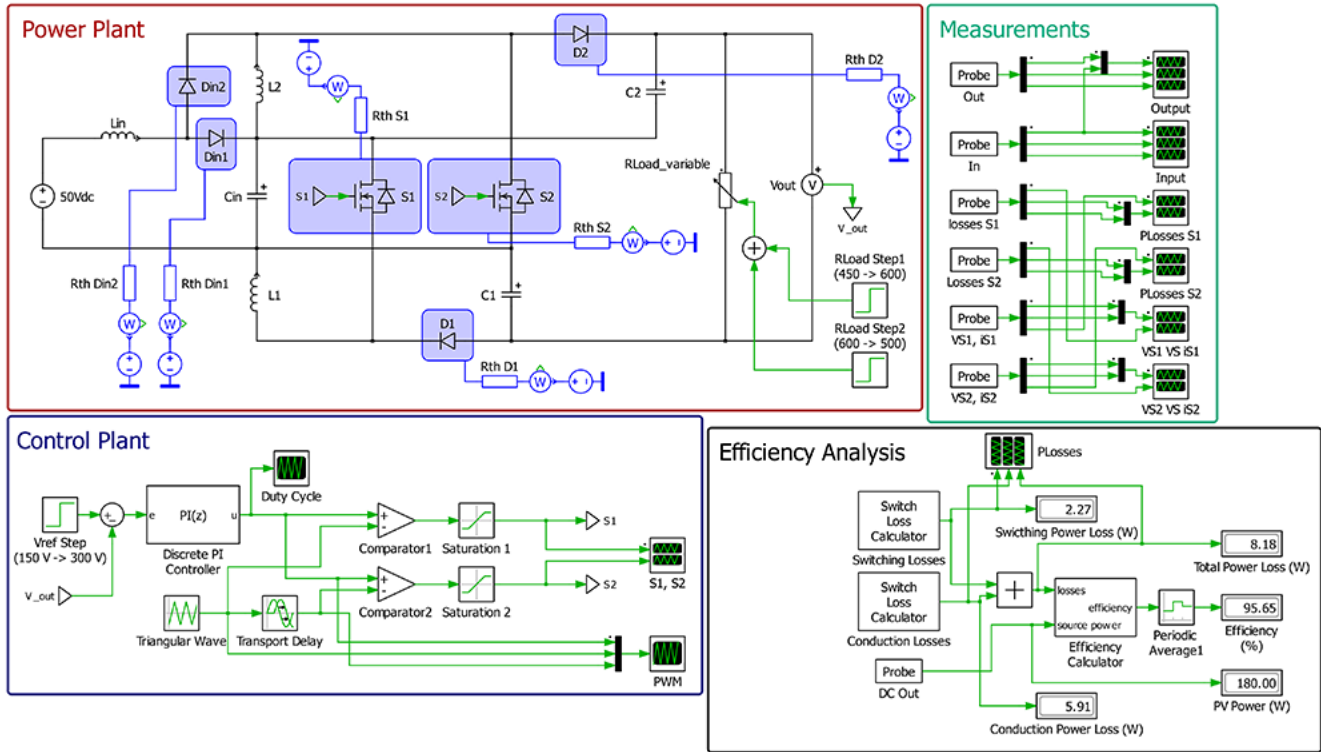 Power Plant
D2
Din2
L2
Rth S1
W
C2
Rth D2
W
Lin
Din1
50Vdc
Cin
S1
S1
S2
S2
RLoad_variable
Vout
V
V_out
Rth S2
W
RLoad Step1
(450 -> 600)
Rth Din2
Rth Din1
L1
C1
W
W
D1
Rth D1
W
RLoad Step2
(600 -> 500)
Measurements
Probe
Out
Output
Probe
In
Input
Probe
losses S1
PLosses S1
Probe
Losses S2
PLosses S2
Probe
VS1, iS1
VS1 VS iS1
Probe
VS2, iS2
VS2 VS iS2
Control Plant
Duty Cycle
Vref Step
(150 V -> 300 V)
e
PI(z)
u
Discrete PI
Controller
Comparator1
Saturation 1
S1
S1, S2
V_out
Comparator2
Saturation 2
S2
Triangular Wave
Transport Delay
PWM
Efficiency Analysis
PLosses
Switch
Loss
Calculator
Switching Losses
2.27
Swicthing Power Loss (W)
8.18
Total Power Loss (W)
Switch
Loss
Calculator
Conduction Losses
losses
efficiency
source power
Efficiency
Calculator
Periodic
Average1
95.65
Efficiency
(%)
Probe
DC Out
5.91
Conduction Power Loss (W)
180.00
PV Power (W)